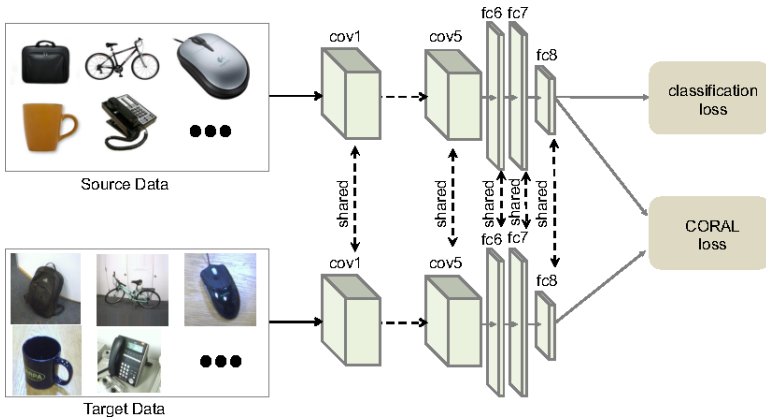 fc6 fc7
cov1
cov5
fc8
classification
loss
Source Data
shared
shared
shared
shared
shared
CORAL
loss
fc6 fc7
cov1
cov5
fc8
Target Data